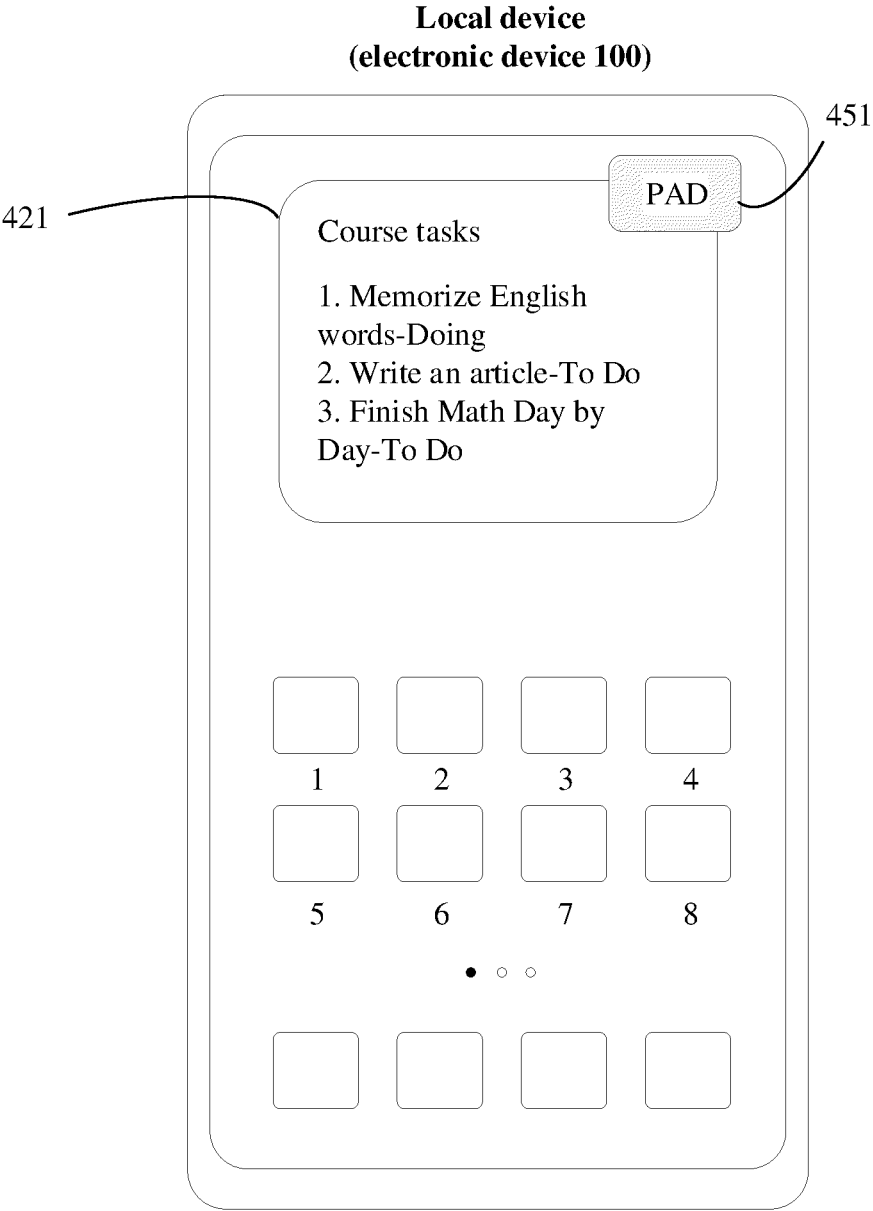 Local device
(electronic device 100)
451
PAD
421
Course tasks
1. Memorize English
words-Doing
2. Write an article-To Do
3. Finish Math Day by
Day-To Do
1 2 3 4
5 6 7 8